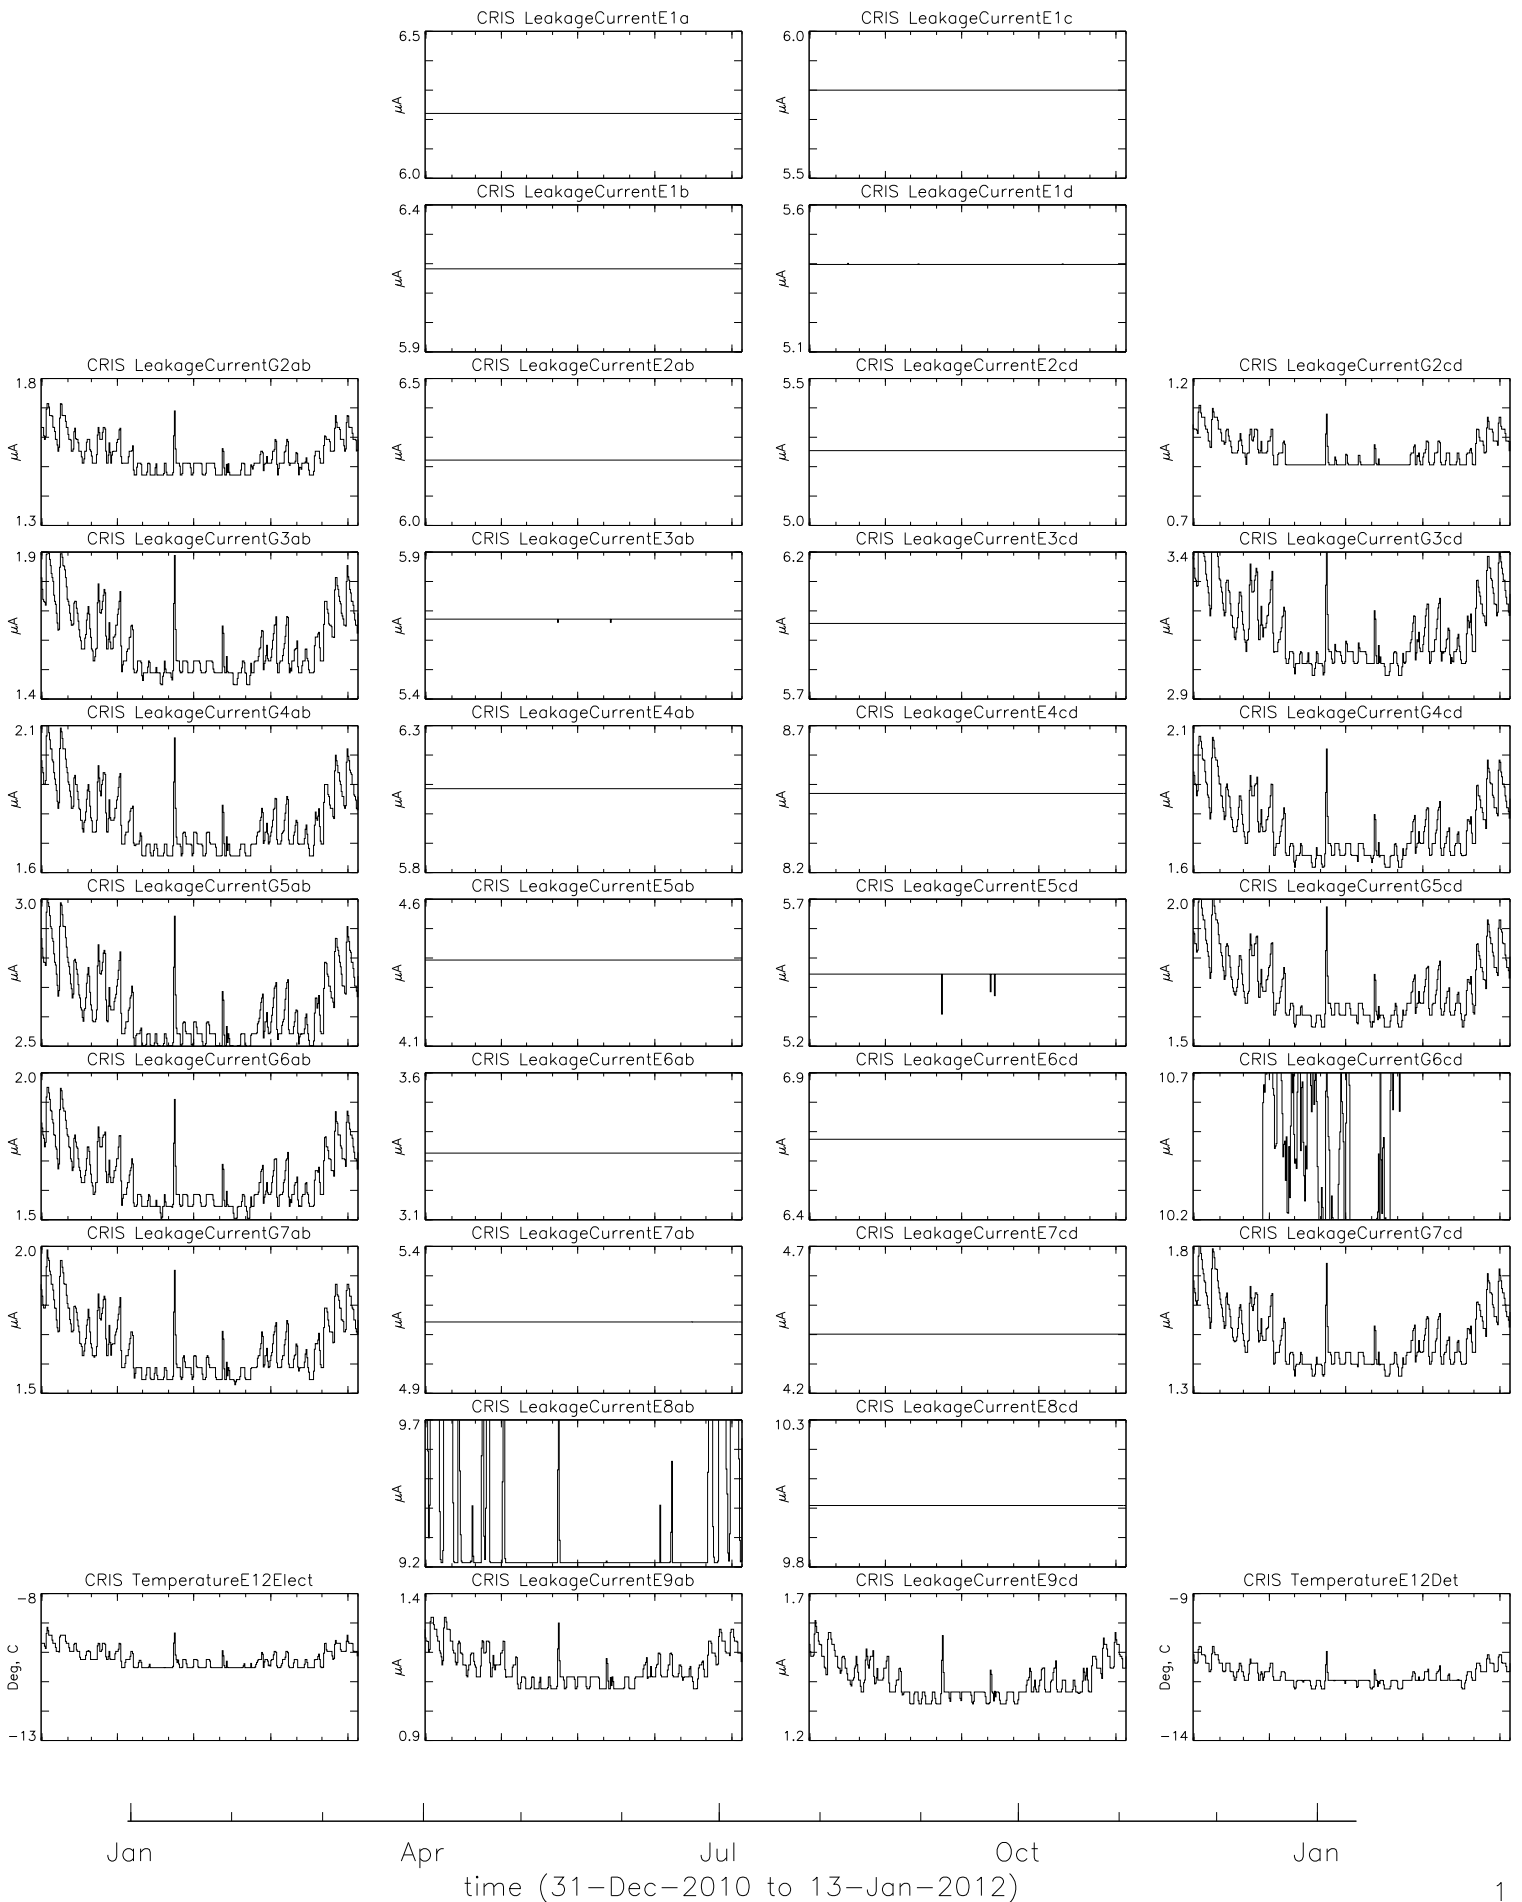 CRIS LeakageCurrentE1a
CRIS LeakageCurrentE1c
6.5
μA
6.0
6.0
μA
5.5
CRIS LeakageCurrentE1b
CRIS LeakageCurrentE1d
6.4
μA
5.9
5.6
μA
5.1
CRIS LeakageCurrentG2ab
CRIS LeakageCurrentE2ab
CRIS LeakageCurrentE2cd
CRIS LeakageCurrentG2cd
1.8
μA
1.3
6.5
μA
6.0
5.5
μA
5.0
1.2
μA
0.7
CRIS LeakageCurrentG3ab
CRIS LeakageCurrentE3ab
CRIS LeakageCurrentE3cd
CRIS LeakageCurrentG3cd
1.9
μA
1.4
5.9
μA
5.4
6.2
μA
5.7
3.4
μA
2.9
CRIS LeakageCurrentG4ab
CRIS LeakageCurrentE4ab
CRIS LeakageCurrentE4cd
CRIS LeakageCurrentG4cd
2.1
μA
1.6
6.3
μA
5.8
8.7
μA
8.2
2.1
μA
1.6
CRIS LeakageCurrentG5ab
CRIS LeakageCurrentE5ab
CRIS LeakageCurrentE5cd
CRIS LeakageCurrentG5cd
3.0
μA
2.5
4.6
μA
4.1
5.7
μA
5.2
2.0
μA
1.5
CRIS LeakageCurrentG6ab
CRIS LeakageCurrentE6ab
CRIS LeakageCurrentE6cd
CRIS LeakageCurrentG6cd
2.0
μA
1.5
3.6
μA
3.1
6.9
μA
6.4
10.7
μA
10.2
CRIS LeakageCurrentG7ab
CRIS LeakageCurrentE7ab
CRIS LeakageCurrentE7cd
CRIS LeakageCurrentG7cd
2.0
μA
1.5
5.4
μA
4.9
4.7
μA
4.2
1.8
μA
1.3
CRIS LeakageCurrentE8ab
CRIS LeakageCurrentE8cd
9.7
μA
9.2
10.3
μA
9.8
CRIS TemperatureE12Elect
CRIS LeakageCurrentE9ab
CRIS LeakageCurrentE9cd
CRIS TemperatureE12Det
−8
Deg, C
−13
1.4
μA
0.9
1.7
μA
1.2
−9
Deg, C
−14
Jan Apr Jul Oct Jan
time (31−Dec−2010 to 13−Jan−2012)
1